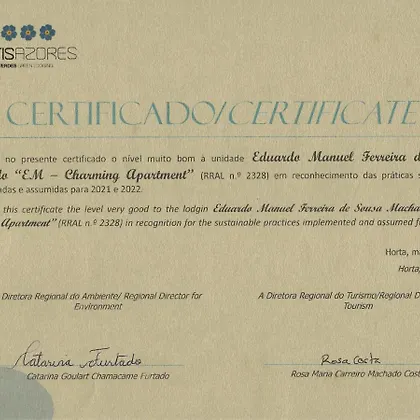 ISAZORES
CERTIFICADO/CERTIFICATE
no presente certificado o nível muito bom à unidade Eduardo Manuel Ferreira de
do "EM – Charming Apartment" (RRAL n.º 2328) em reconhecimento das práticas s
adas e assumidas para 2021 e 2022.
this certificate the level very good to the lodgin Eduardo Manuel Ferreira de Sousa Macha
Apartment" (RRAL n.º 2328) in recognition for the sustainable practices implemented and assumed f
Horta, m
Horta,
Diretora Regional do Ambiente/ Regional Director for
Environment
A Diretora Regional do Turismo/Regional D
Tourism
Catarina Furtado
Rosa Costa
Catarina Goulart Chamacame Furtado
Rosa Maria Carreiro Machado Cost